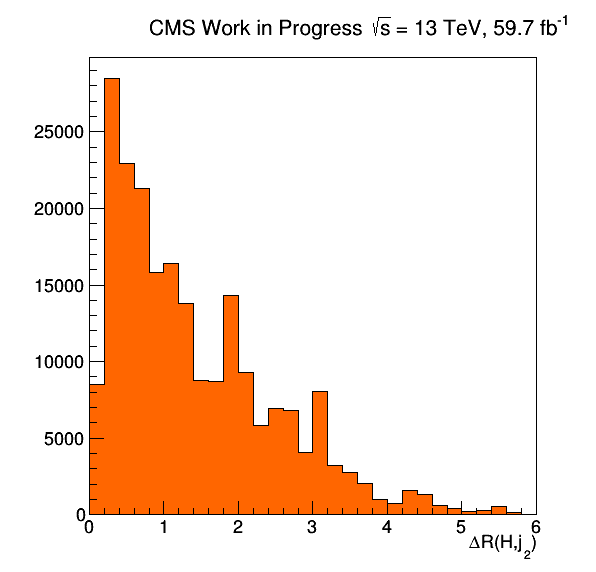 CMS Work in Progress √s = 13 TeV, 59.7 fb⁻¹
25000
20000
15000
10000
5000
0
0 1 2 3 4 5 6
ΔR(H,j₂)